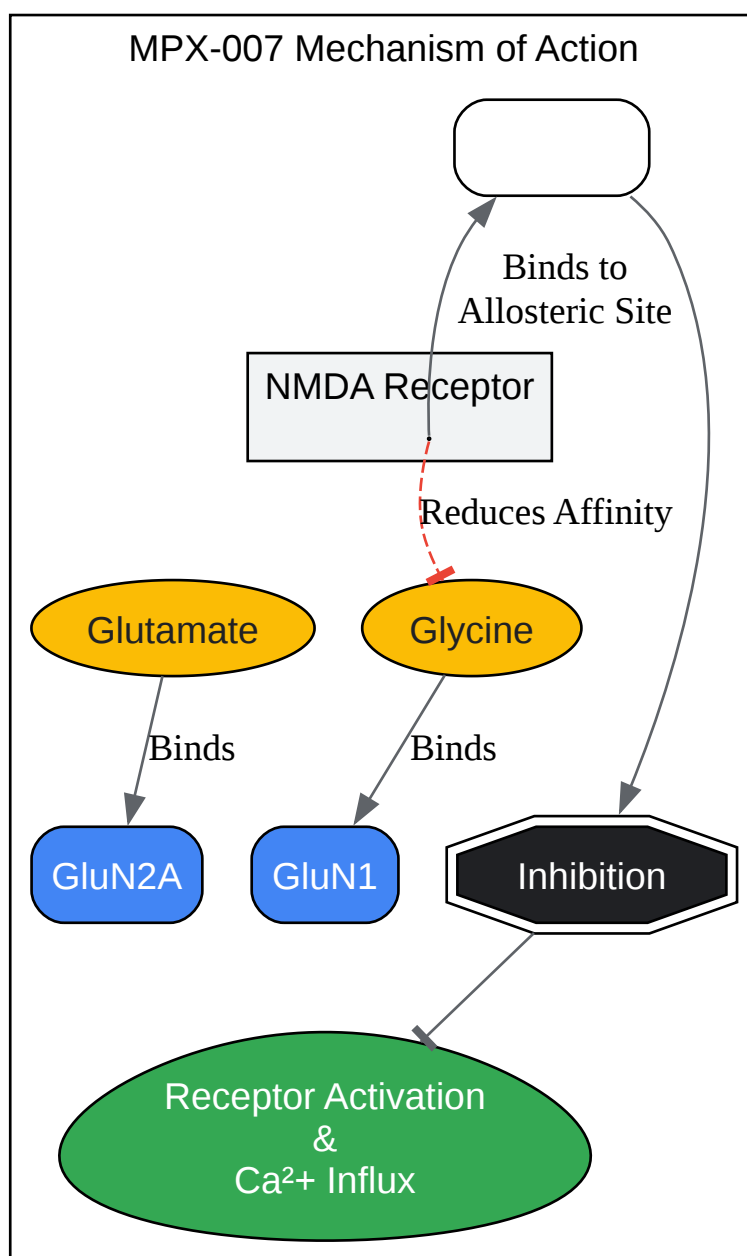 MPX-007 Mechanism of Action
Binds to
Allosteric Site
NMDA Receptor
Reduces Affinity
Glutamate
Glycine
Binds
Binds
GluN2A
GluN1
Inhibition
Receptor Activation
&
Ca²+ Influx